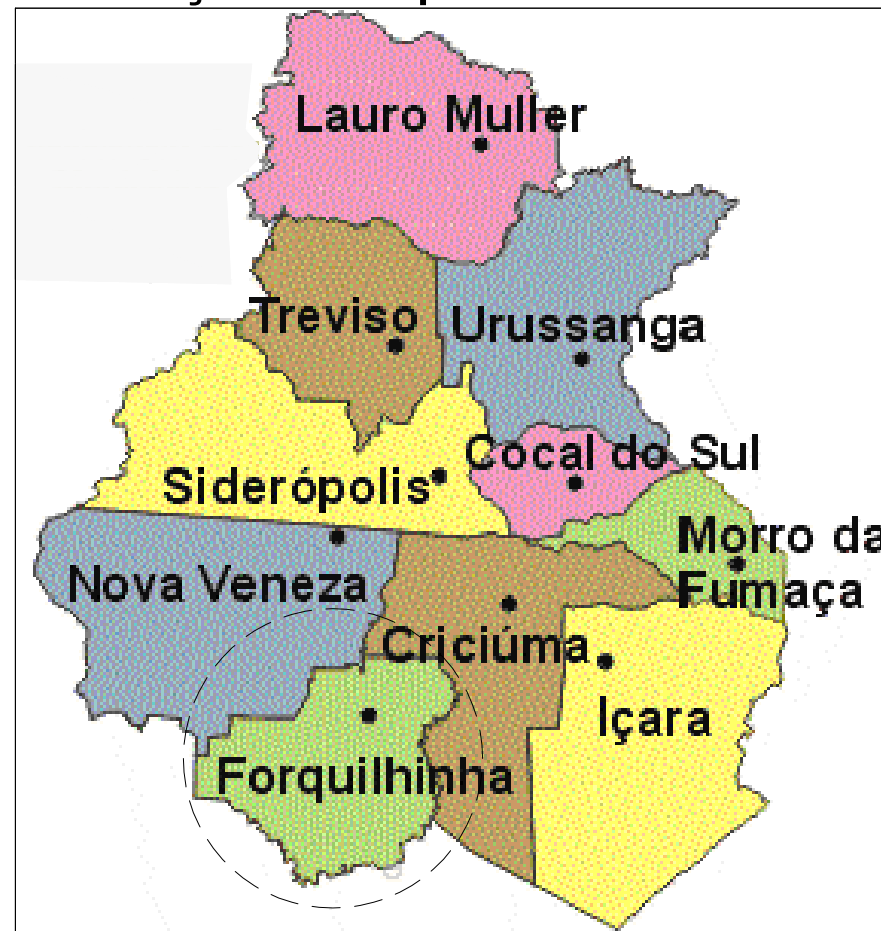 Lauro Muller
Treviso
Urussanga
Cocal do Sul
Siderópolis
Morro da
Fumaça
Nova Veneza
Criciúma
Içara
Forquilhinha